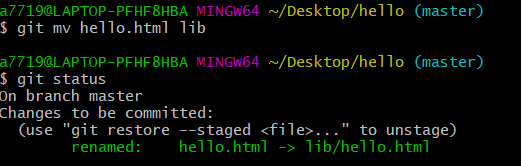 a7719@LAPTOP-PFHF8HBA MINGW64 ~/Desktop/hello (master)
$ git mv hello.html lib
a7719@LAPTOP-PFHF8HBA MINGW64 ~/Desktop/hello (master)
$ git status
On branch master
Changes to be committed:
  (use "git restore --staged <file>..." to unstage)
        renamed:    hello.html -> lib/hello.html